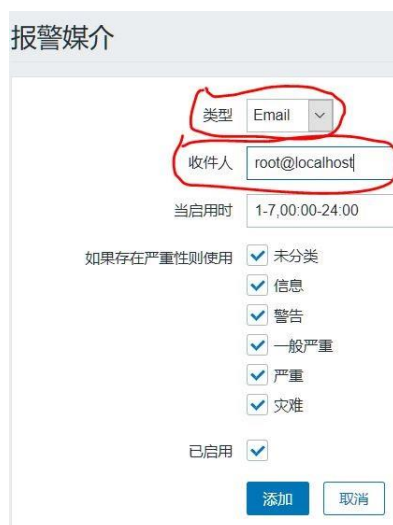 报警媒介
类型 Email
收件人 root@localhost
当启用时 1-7,00:00-24:00
如果存在严重性则使用 未分类
信息
警告
一般严重
严重
灾难
已启用
添加 取消